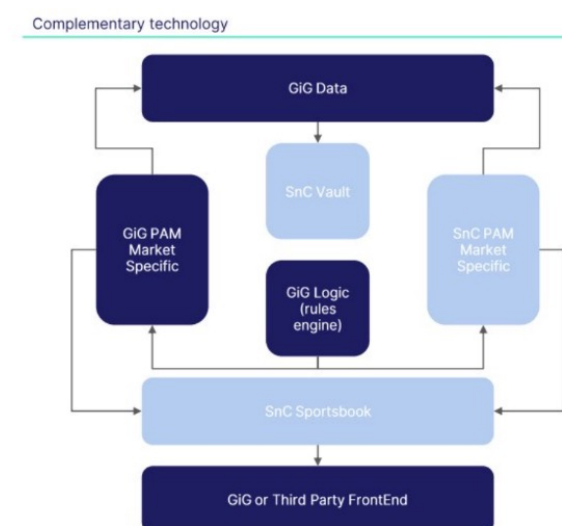 Complementary technology
GiG Data
SnC Vault
GiG PAM
Market
Specific
SnC PAM
Market
Specific
GiG Logic
(rules
engine)
SnC Sportsbook
GiG or Third Party FrontEnd